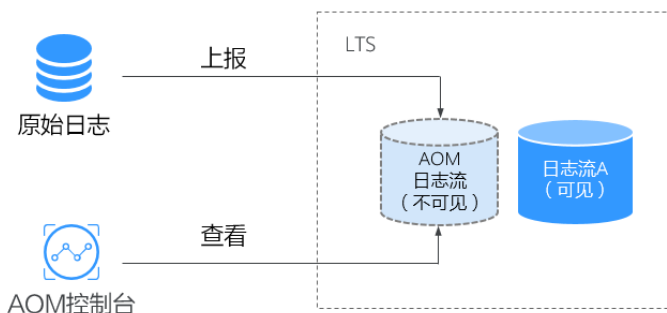 LTS
上报
原始日志
AOM
日志流
（不可见）
日志流A
（可见）
查看
AOM控制台